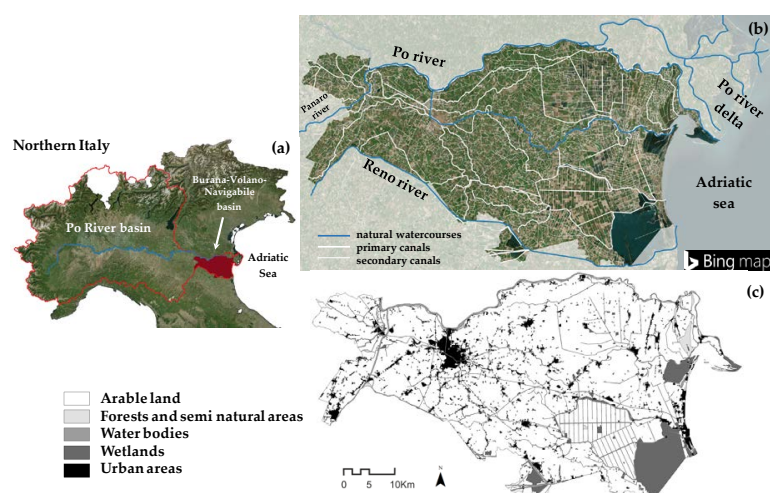 Northern Italy
(a)
Burana-Volano-
Navigabile
basin
Po River basin
Adriatic
Sea
(b)
Po river
Panaro
river
Po river
delta
Reno river
Adriatic
sea
natural watercourses
primary canals
secondary canals
Bing map
(c)
Arable land
Forests and semi natural areas
Water bodies
Wetlands
Urban areas
0 5 10Km
N